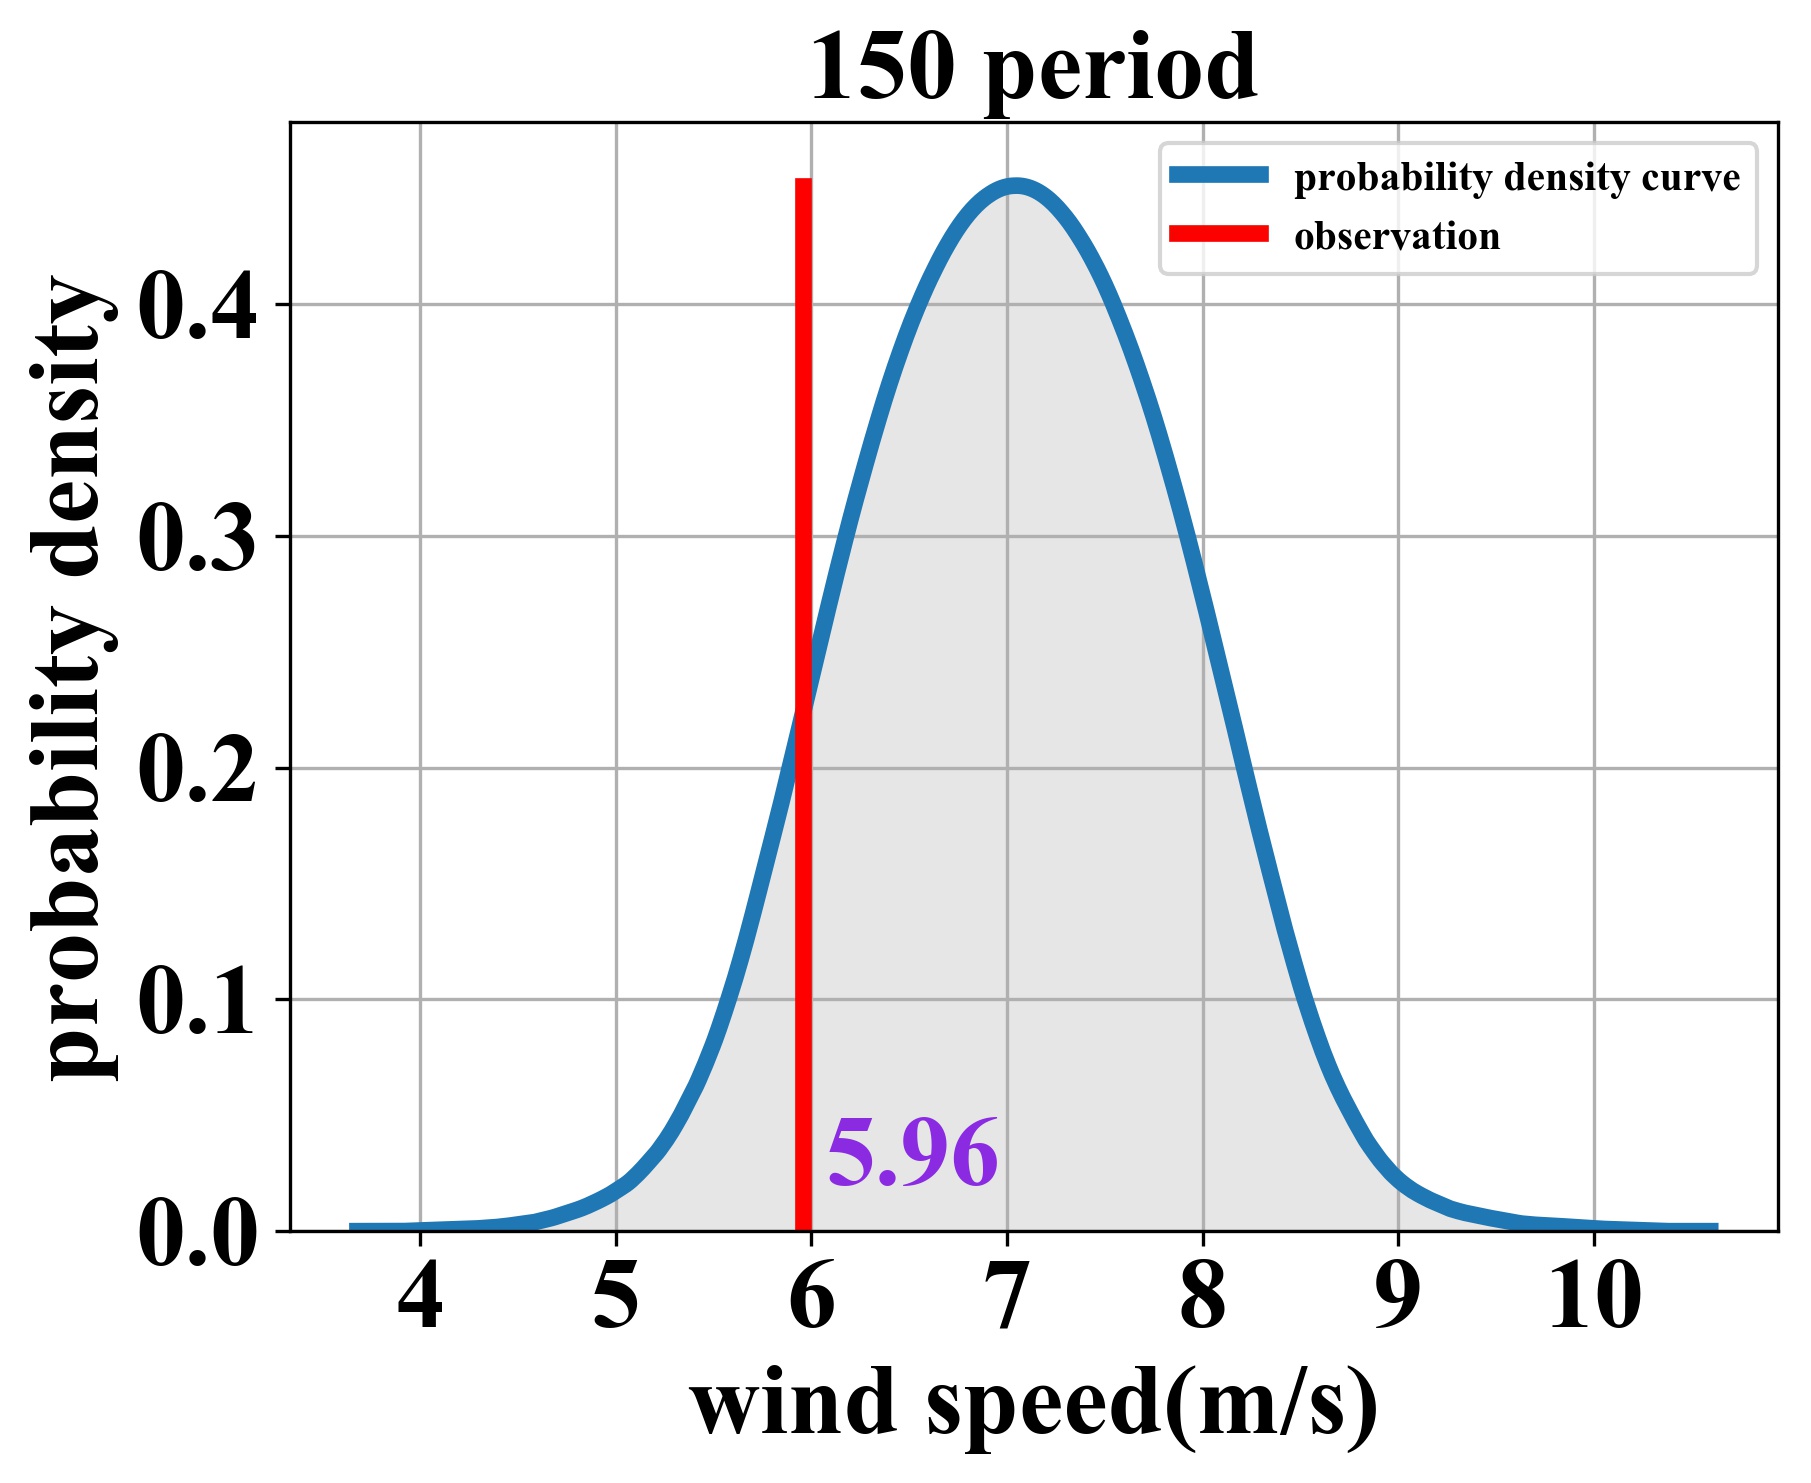 150 period
probability density curve
observation
probability density
0.4
0.3
0.2
0.1
0.0
5.96
4 5 6 7 8 9 10
wind speed(m/s)